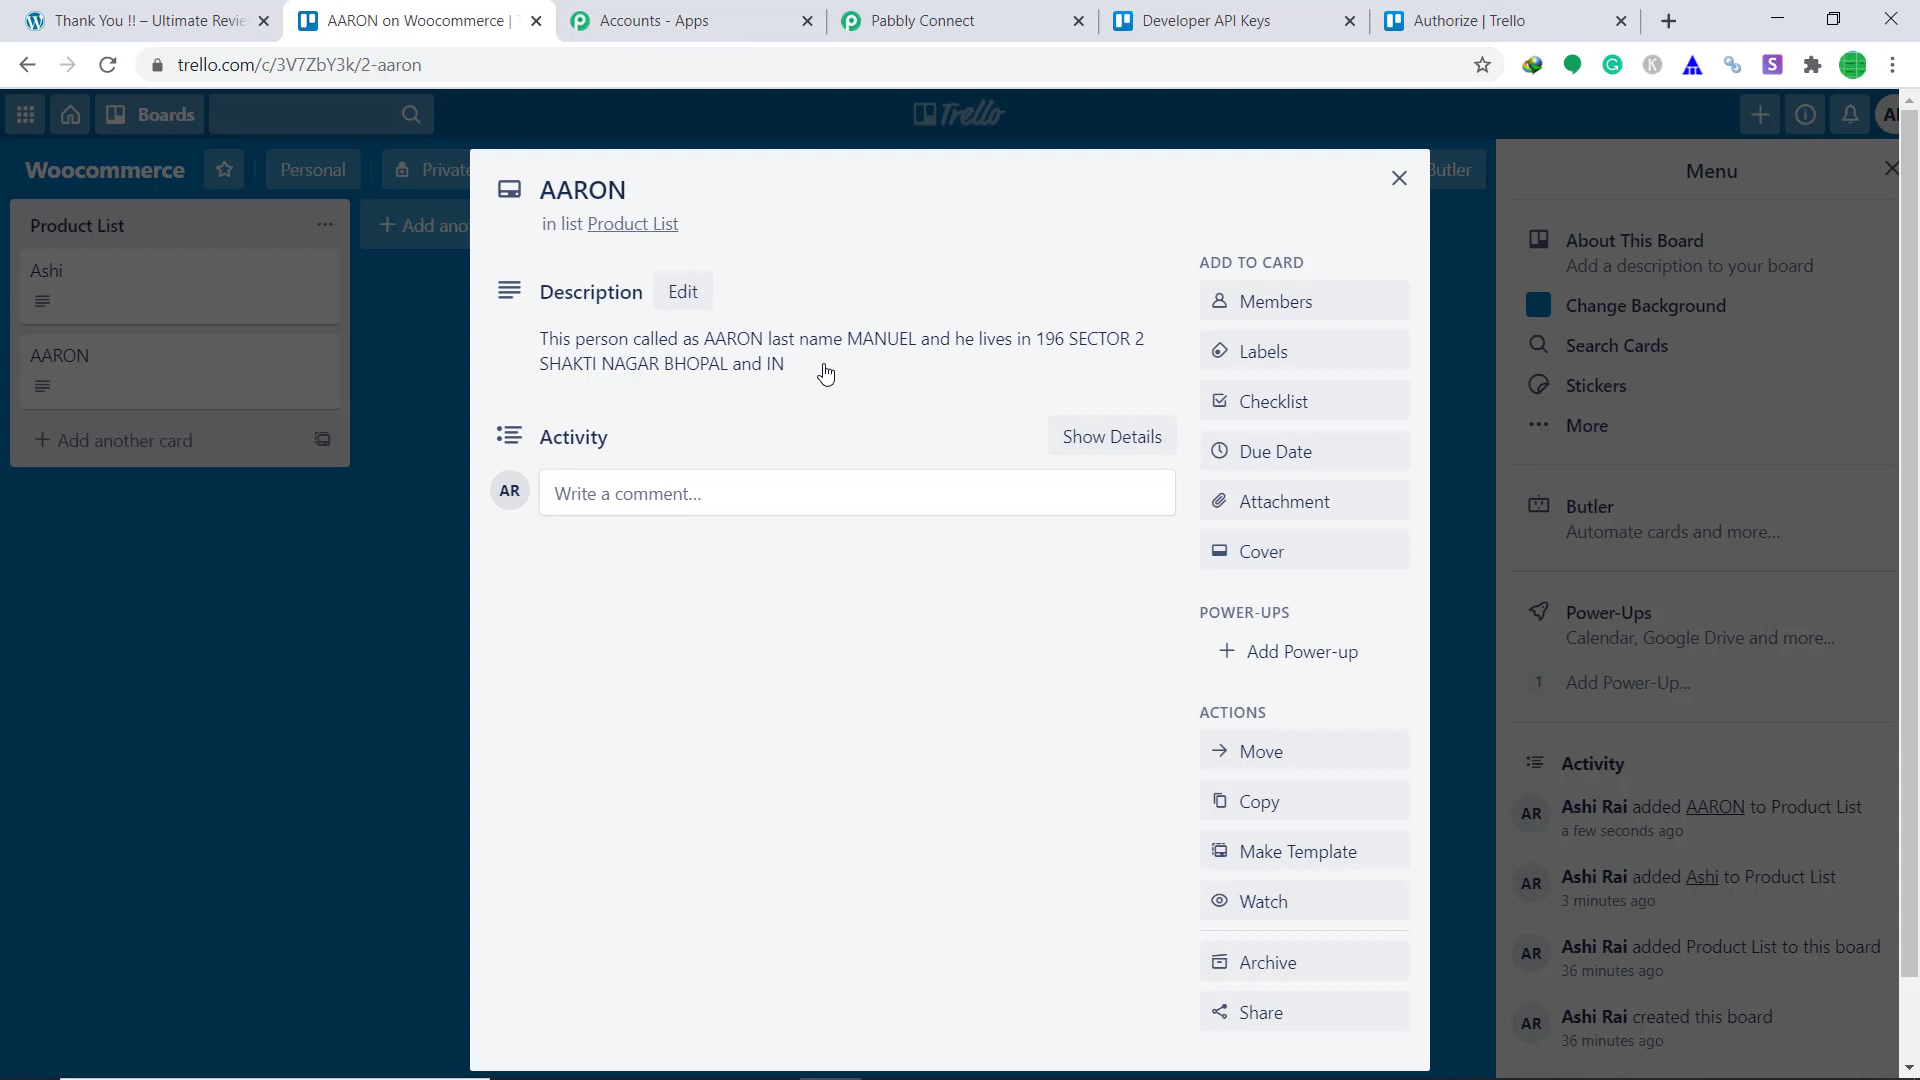 Thank You !! – Ultimate Revie
AARON on Woocommerce | T
Accounts - Apps
Pabbly Connect
Developer API Keys
Authorize | Trello
trello.com/c/3V7ZbY3k/2-aaron
Boards
Trello
AR
Woocommerce
Personal
Private
Butler
Product List
Ashi
AARON
+ Add another card
+ Add ano
AARON
in list Product List
Description
Edit
This person called as AARON last name MANUEL and he lives in 196 SECTOR 2
SHAKTI NAGAR BHOPAL and IN
Activity
Show Details
AR
Write a comment...
ADD TO CARD
Members
Labels
Checklist
Due Date
Attachment
Cover
POWER-UPS
+ Add Power-up
ACTIONS
Move
Copy
Make Template
Watch
Archive
Share
Menu
About This Board
Add a description to your board
Change Background
Search Cards
Stickers
More
Butler
Automate cards and more...
Power-Ups
Calendar, Google Drive and more...
1 Add Power-Up...
Activity
AR Ashi Rai added AARON to Product List
a few seconds ago
AR Ashi Rai added Ashi to Product List
3 minutes ago
AR Ashi Rai added Product List to this board
36 minutes ago
AR Ashi Rai created this board
36 minutes ago